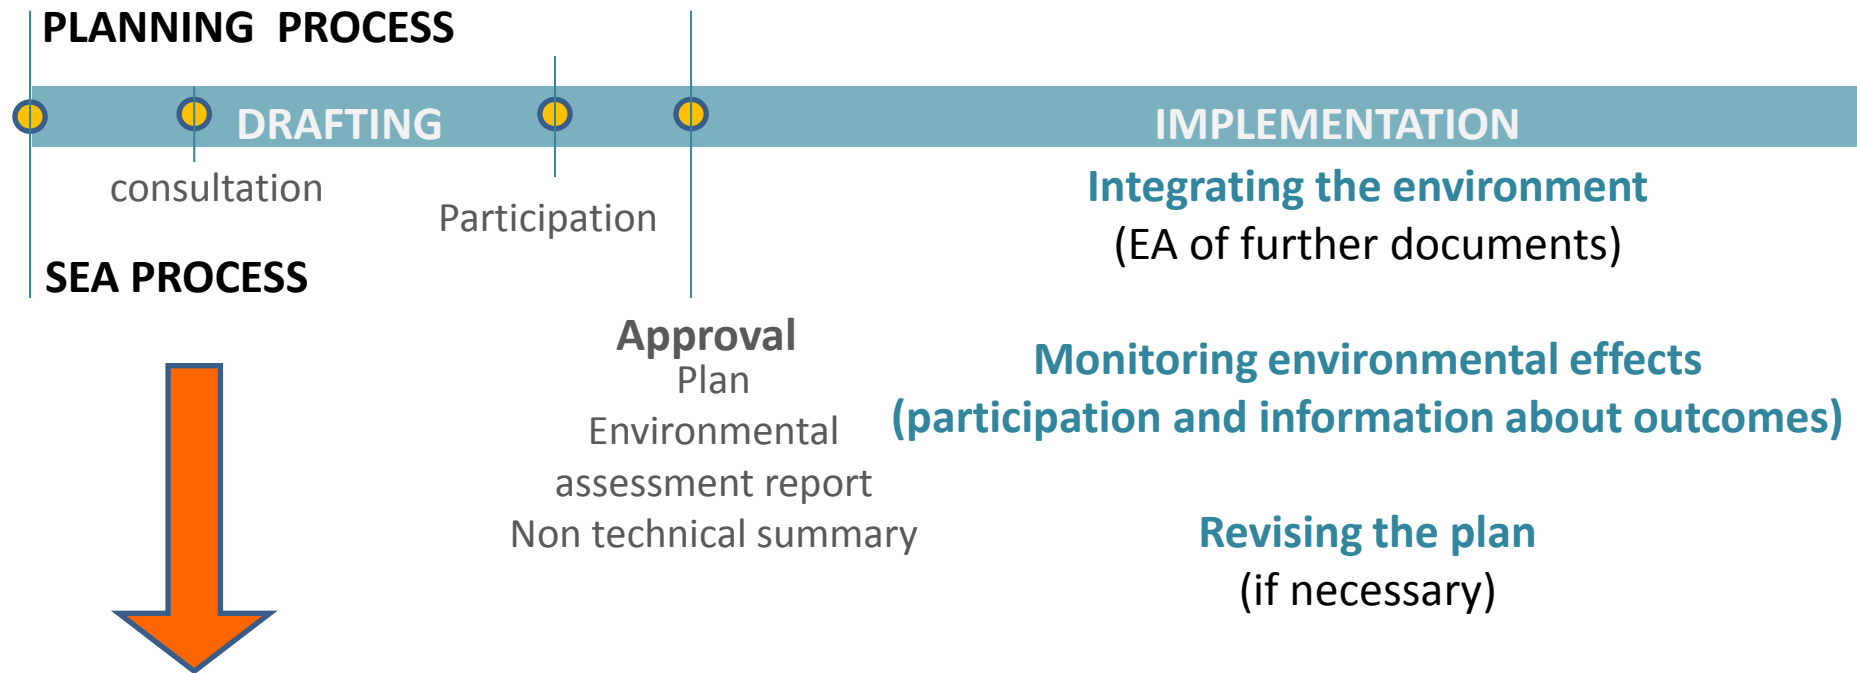 PLANNING PROCESS
DRAFTING
IMPLEMENTATION
consultation
Participation
SEA PROCESS
Approval
Plan
Environmental
assessment report
Non technical summary
Integrating the environment
(EA of further documents)
Monitoring environmental effects
(participation and information about outcomes)
Revising the plan
(if necessary)